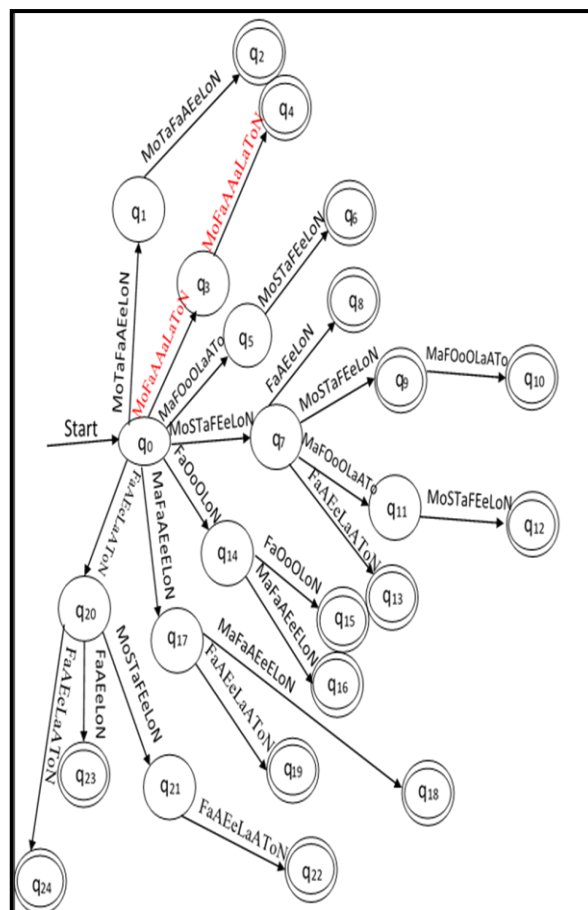 q2
MoTaFaAEeLoN
q4
MoFaAAaLaToN
q1
q6
MoSTaFEeLoN
q3
q8
MoTaFaAEeLoN
MoFaAAaLaToN
MaFOoOLaATo
q5
FaAEeLoN
MoSTaFEeLoN
q9
MaFOoOLaATo
q10
Start
q0
MoSTaFEeLoN
q7
MaFOoOLaATo
q11
MoSTaFEeLoN
q12
FaAEeLaAToN
FaOoOLoN
q14
FaOoOLoN
q15
q13
MaFaAEeELoN
q16
MaFaAEeELoN
q17
MaFaAEeELoN
q18
FaAEeLaAToN
q19
FaAEeLaAToN
q20
MoSTaFEeLoN
FaAEeLoN
FaAEeLaAToN
q23
q21
FaAEeLaAToN
q22
q24